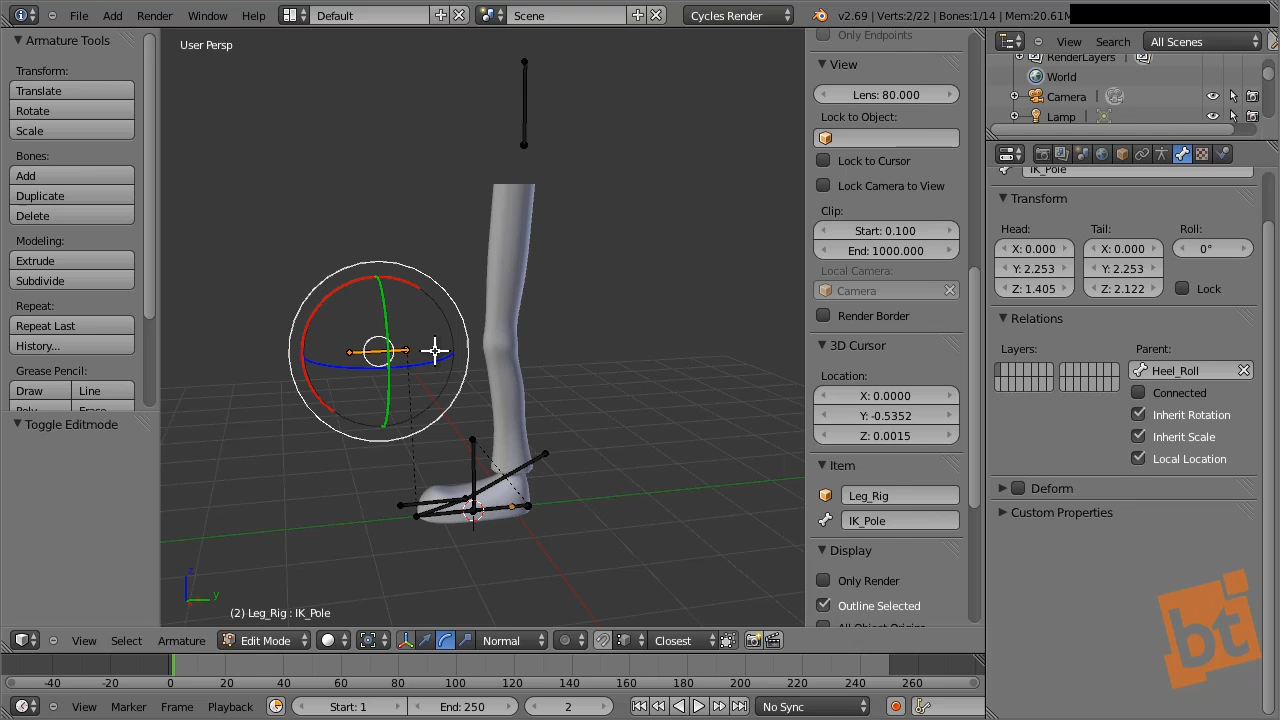 File Add Render Window Help Default Scene Cycles Render v2.69 | Verts:2/22 | Bones:1/14 | Mem:20.61M
Armature Tools
Transform:
Translate
Rotate
Scale
Bones:
Add
Duplicate
Delete
Modeling:
Extrude
Subdivide
Repeat:
Repeat Last
History...
Grease Pencil:
Draw Line
Toggle Editmode
User Persp
z
y
(2) Leg_Rig : IK_Pole
Only Endpoints
View
Lens: 80.000
Lock to Object:
Lock to Cursor
Lock Camera to View
Clip:
Start: 0.100
End: 1000.000
Local Camera:
Camera
Render Border
3D Cursor
Location:
X: 0.0000
Y: -0.5352
Z: 0.0015
Item
Leg_Rig
IK_Pole
Display
Only Render
Outline Selected
View Search All Scenes
RenderLayers
World
Camera
Lamp
IK_Pole
Transform
Head: Tail: Roll:
X: 0.000 X: 0.000 0°
Y: 2.253 Y: 2.253
Z: 1.405 Z: 2.122 Lock
Relations
Layers: Parent:
Heel_Roll
Connected
Inherit Rotation
Inherit Scale
Local Location
Deform
Custom Properties
bt
View Select Armature Edit Mode Normal Closest
-40 -20 0 20 40 60 80 100 120 140 160 180 200 220 240 260
View Marker Frame Playback Start: 1 End: 250 2 No Sync